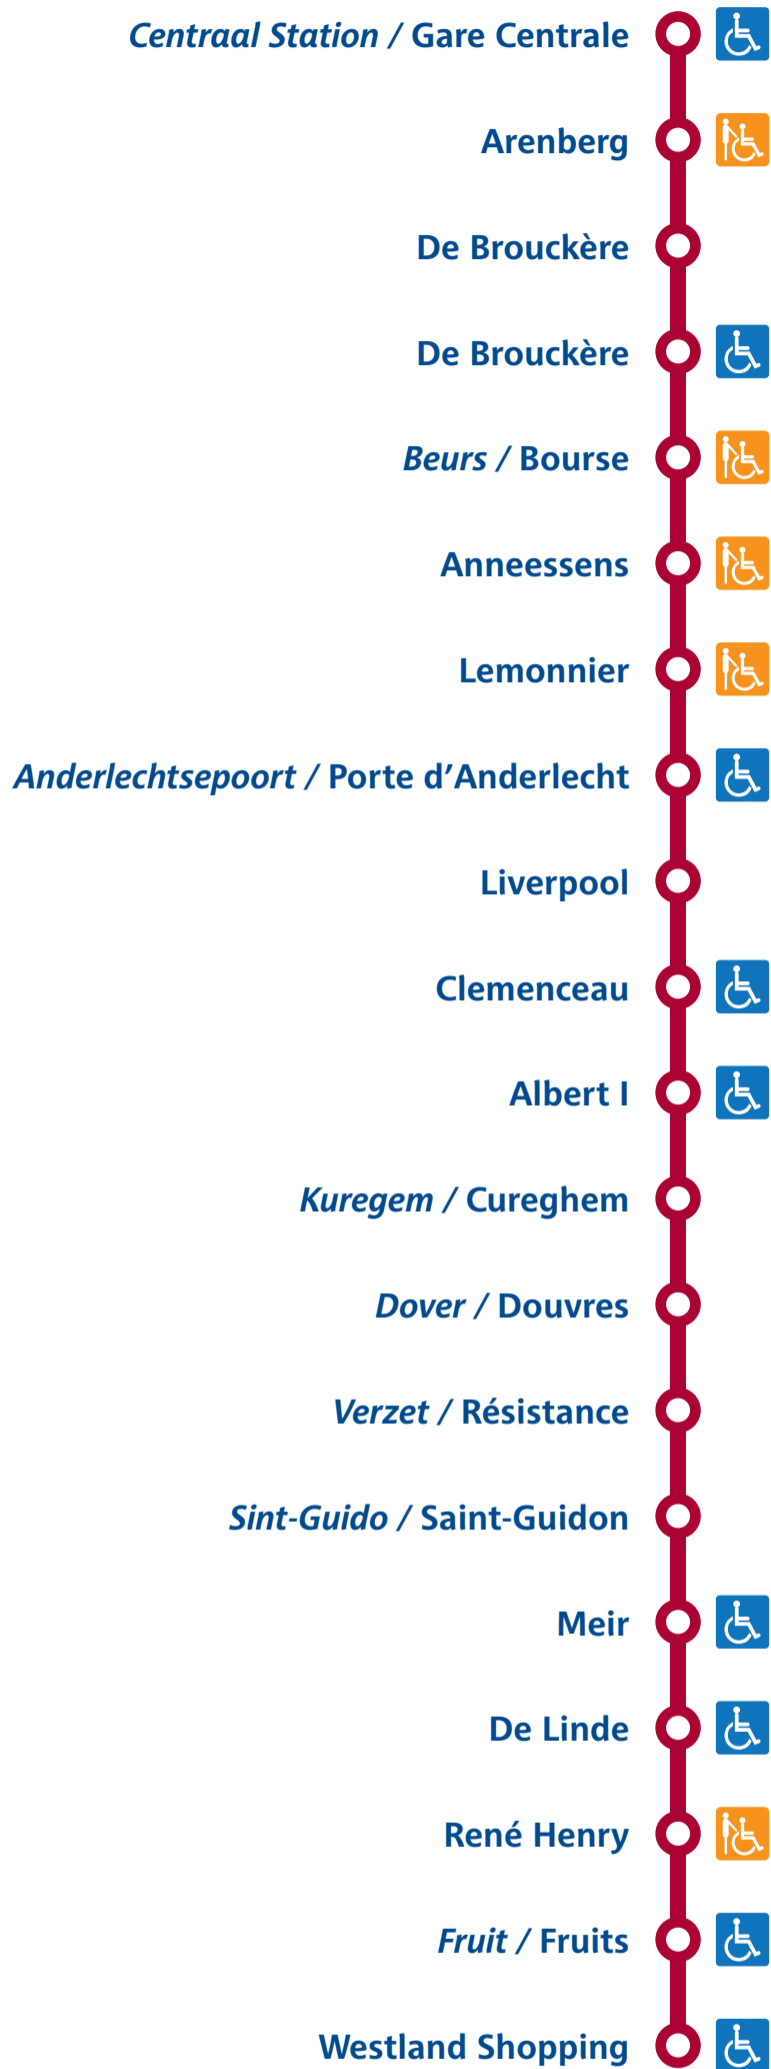 Centraal Station / Gare Centrale
Arenberg
De Brouckère
De Brouckère
Beurs / Bourse
Anneessens
Lemonnier
Anderlechtsepoort / Porte d’Anderlecht
Liverpool
Clemenceau
Albert I
Kuregem / Cureghem
Dover / Douvres
Verzet / Résistance
Sint-Guido / Saint-Guidon
Meir
De Linde
René Henry
Fruit / Fruits
Westland Shopping